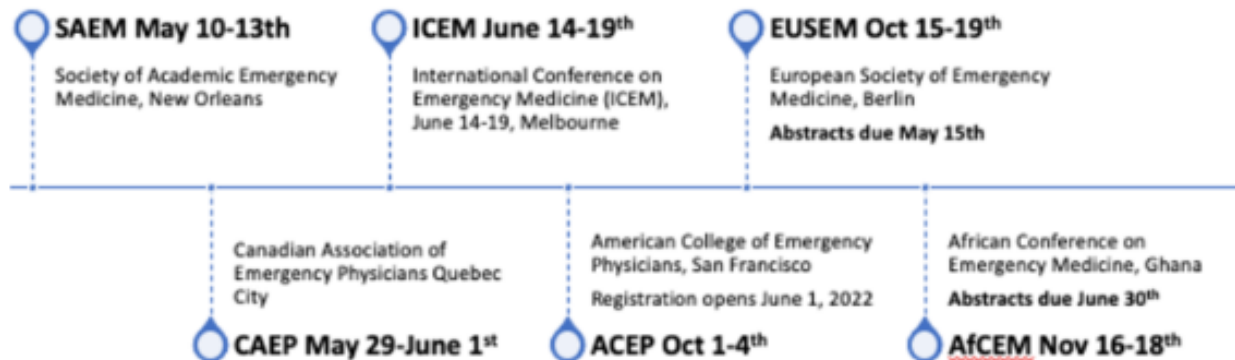 SAEM May 10-13th
Society of Academic Emergency
Medicine, New Orleans
ICEM June 14-19th
International Conference on
Emergency Medicine (ICEM),
June 14-19, Melbourne
EUSEM Oct 15-19th
European Society of Emergency
Medicine, Berlin
Abstracts due May 15th
Canadian Association of
Emergency Physicians Quebec
City
CAEP May 29-June 1st
American College of Emergency
Physicians, San Francisco
Registration opens June 1, 2022
ACEP Oct 1-4th
African Conference on
Emergency Medicine, Ghana
Abstracts due June 30th
AfCEM Nov 16-18th